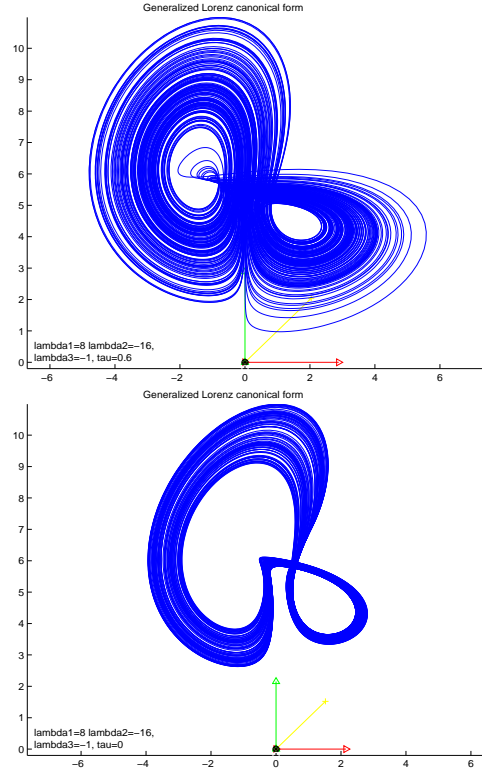 Generalized Lorenz canonical form
10
9
8
7
6
5
4
3
2
1
0
lambda1=8 lambda2=−16,
lambda3=−1, tau=0.6
−6 −4 −2 0 2 4 6
Generalized Lorenz canonical form
10
9
8
7
6
5
4
3
2
1
0
lambda1=8 lambda2=−16,
lambda3=−1, tau=0
−6 −4 −2 0 2 4 6